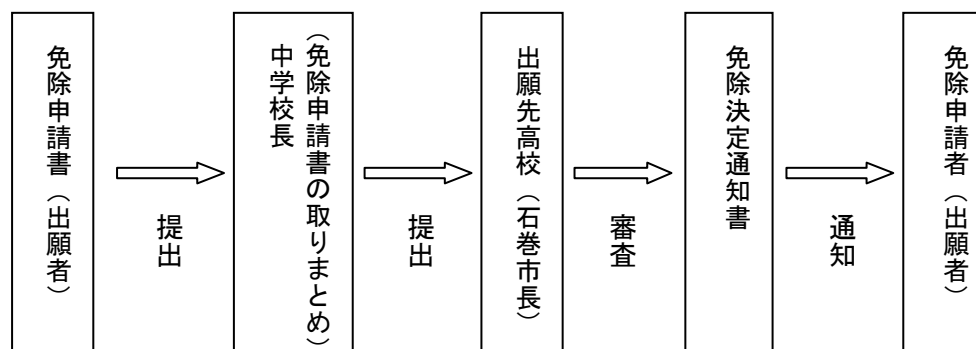 免除申請書（出願者）
提出
中学校長
（免除申請書の取りまとめ）
提出
出願先高校（石巻市長）
審査
免除決定通知書
通知
免除申請者（出願者）